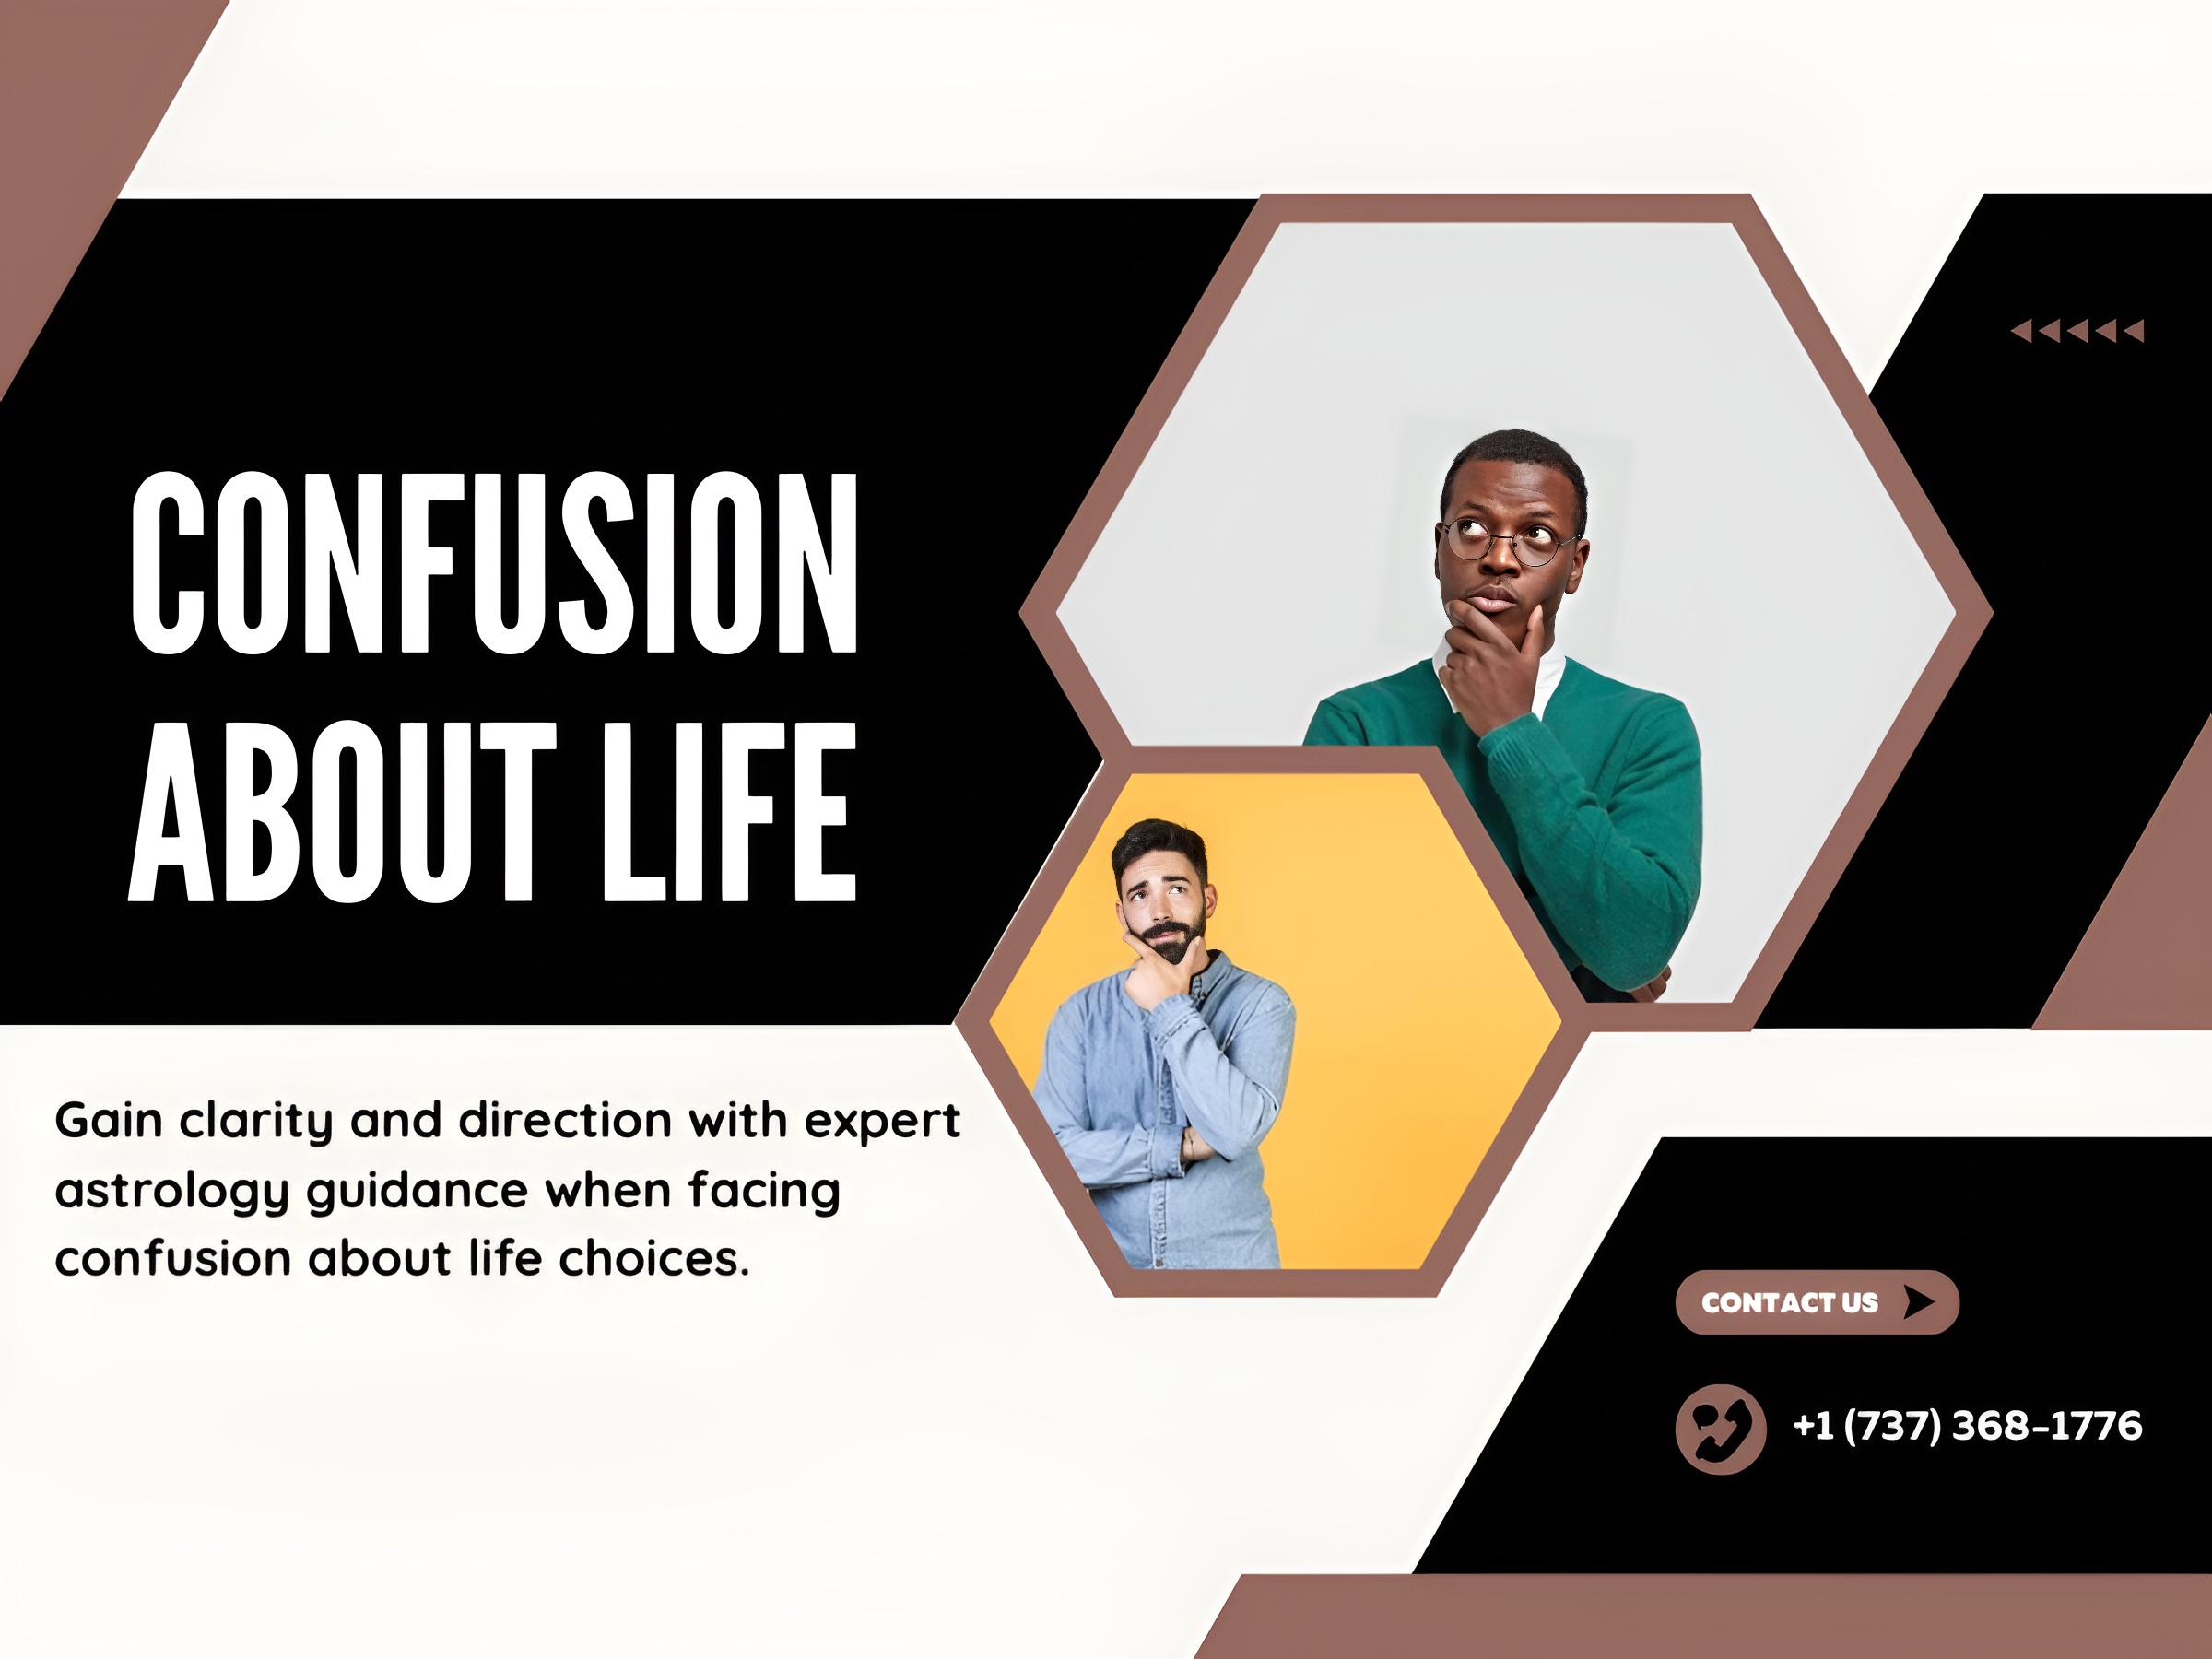 CONFUSION
ABOUT LIFE
Gain clarity and direction with expert
astrology guidance when facing
confusion about life choices.
CONTACT US
+1 (737) 368-1776